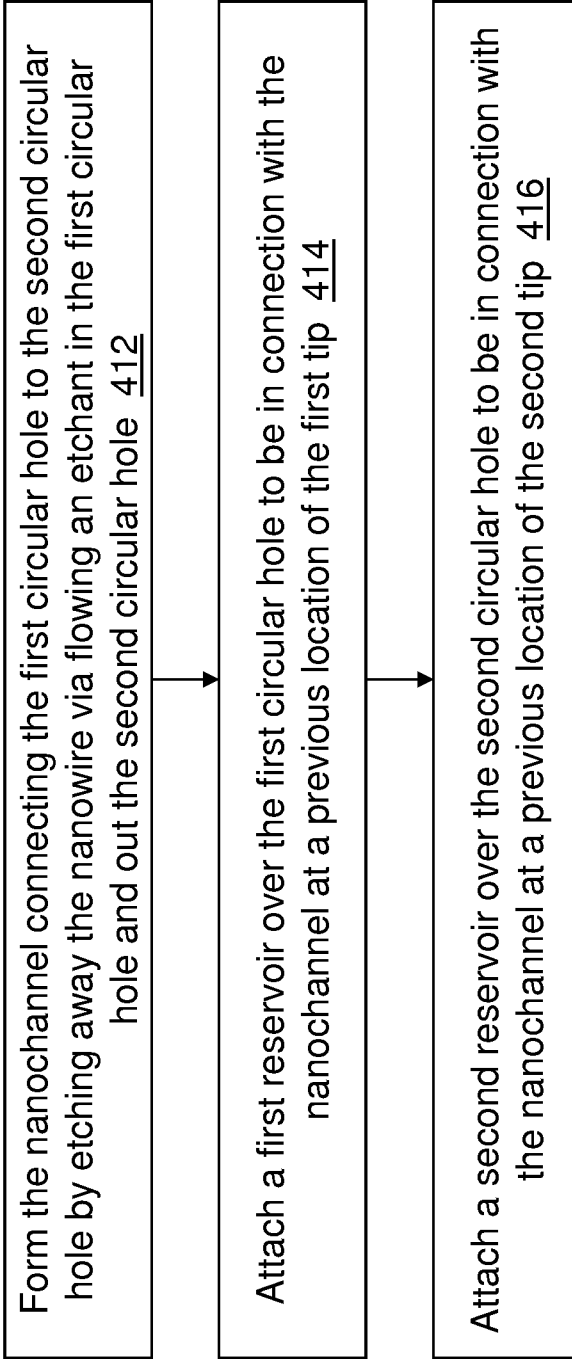 Form the nanochannel connecting the first circular hole to the second circular
hole by etching away the nanowire via flowing an etchant in the first circular
hole and out the second circular hole 412
Attach a first reservoir over the first circular hole to be in connection with the
nanochannel at a previous location of the first tip 414
Attach a second reservoir over the second circular hole to be in connection with
the nanochannel at a previous location of the second tip 416